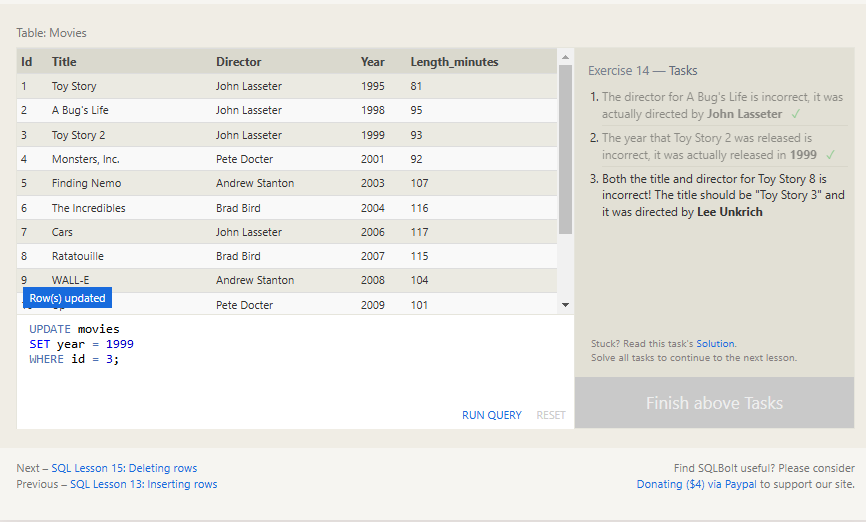 Table: Movies
Id Title Director Year Length_minutes
1 Toy Story John Lasseter 1995 81
2 A Bug's Life John Lasseter 1998 95
3 Toy Story 2 John Lasseter 1999 93
4 Monsters, Inc. Pete Docter 2001 92
5 Finding Nemo Andrew Stanton 2003 107
6 The Incredibles Brad Bird 2004 116
7 Cars John Lasseter 2006 117
8 Ratatouille Brad Bird 2007 115
9 WALL-E Andrew Stanton 2008 104
Pete Docter 2009 101
Row(s) updated
UPDATE movies
SET year = 1999
WHERE id = 3;
RUN QUERY RESET
Exercise 14 — Tasks
1. The director for A Bug's Life is incorrect, it was
actually directed by John Lasseter ✓
2. The year that Toy Story 2 was released is
incorrect, it was actually released in 1999 ✓
3. Both the title and director for Toy Story 8 is
incorrect! The title should be "Toy Story 3" and
it was directed by Lee Unkrich
Stuck? Read this task's Solution.
Solve all tasks to continue to the next lesson.
Finish above Tasks
Next – SQL Lesson 15: Deleting rows
Previous – SQL Lesson 13: Inserting rows
Find SQLBolt useful? Please consider
Donating ($4) via Paypal to support our site.